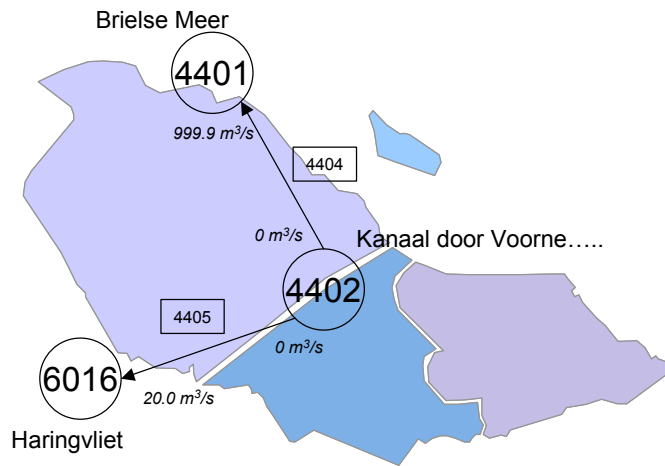 Brielse Meer
4401
999.9 m³/s
4404
0 m³/s
Kanaal door Voorne…..
4402
4405
0 m³/s
6016
20.0 m³/s
Haringvliet